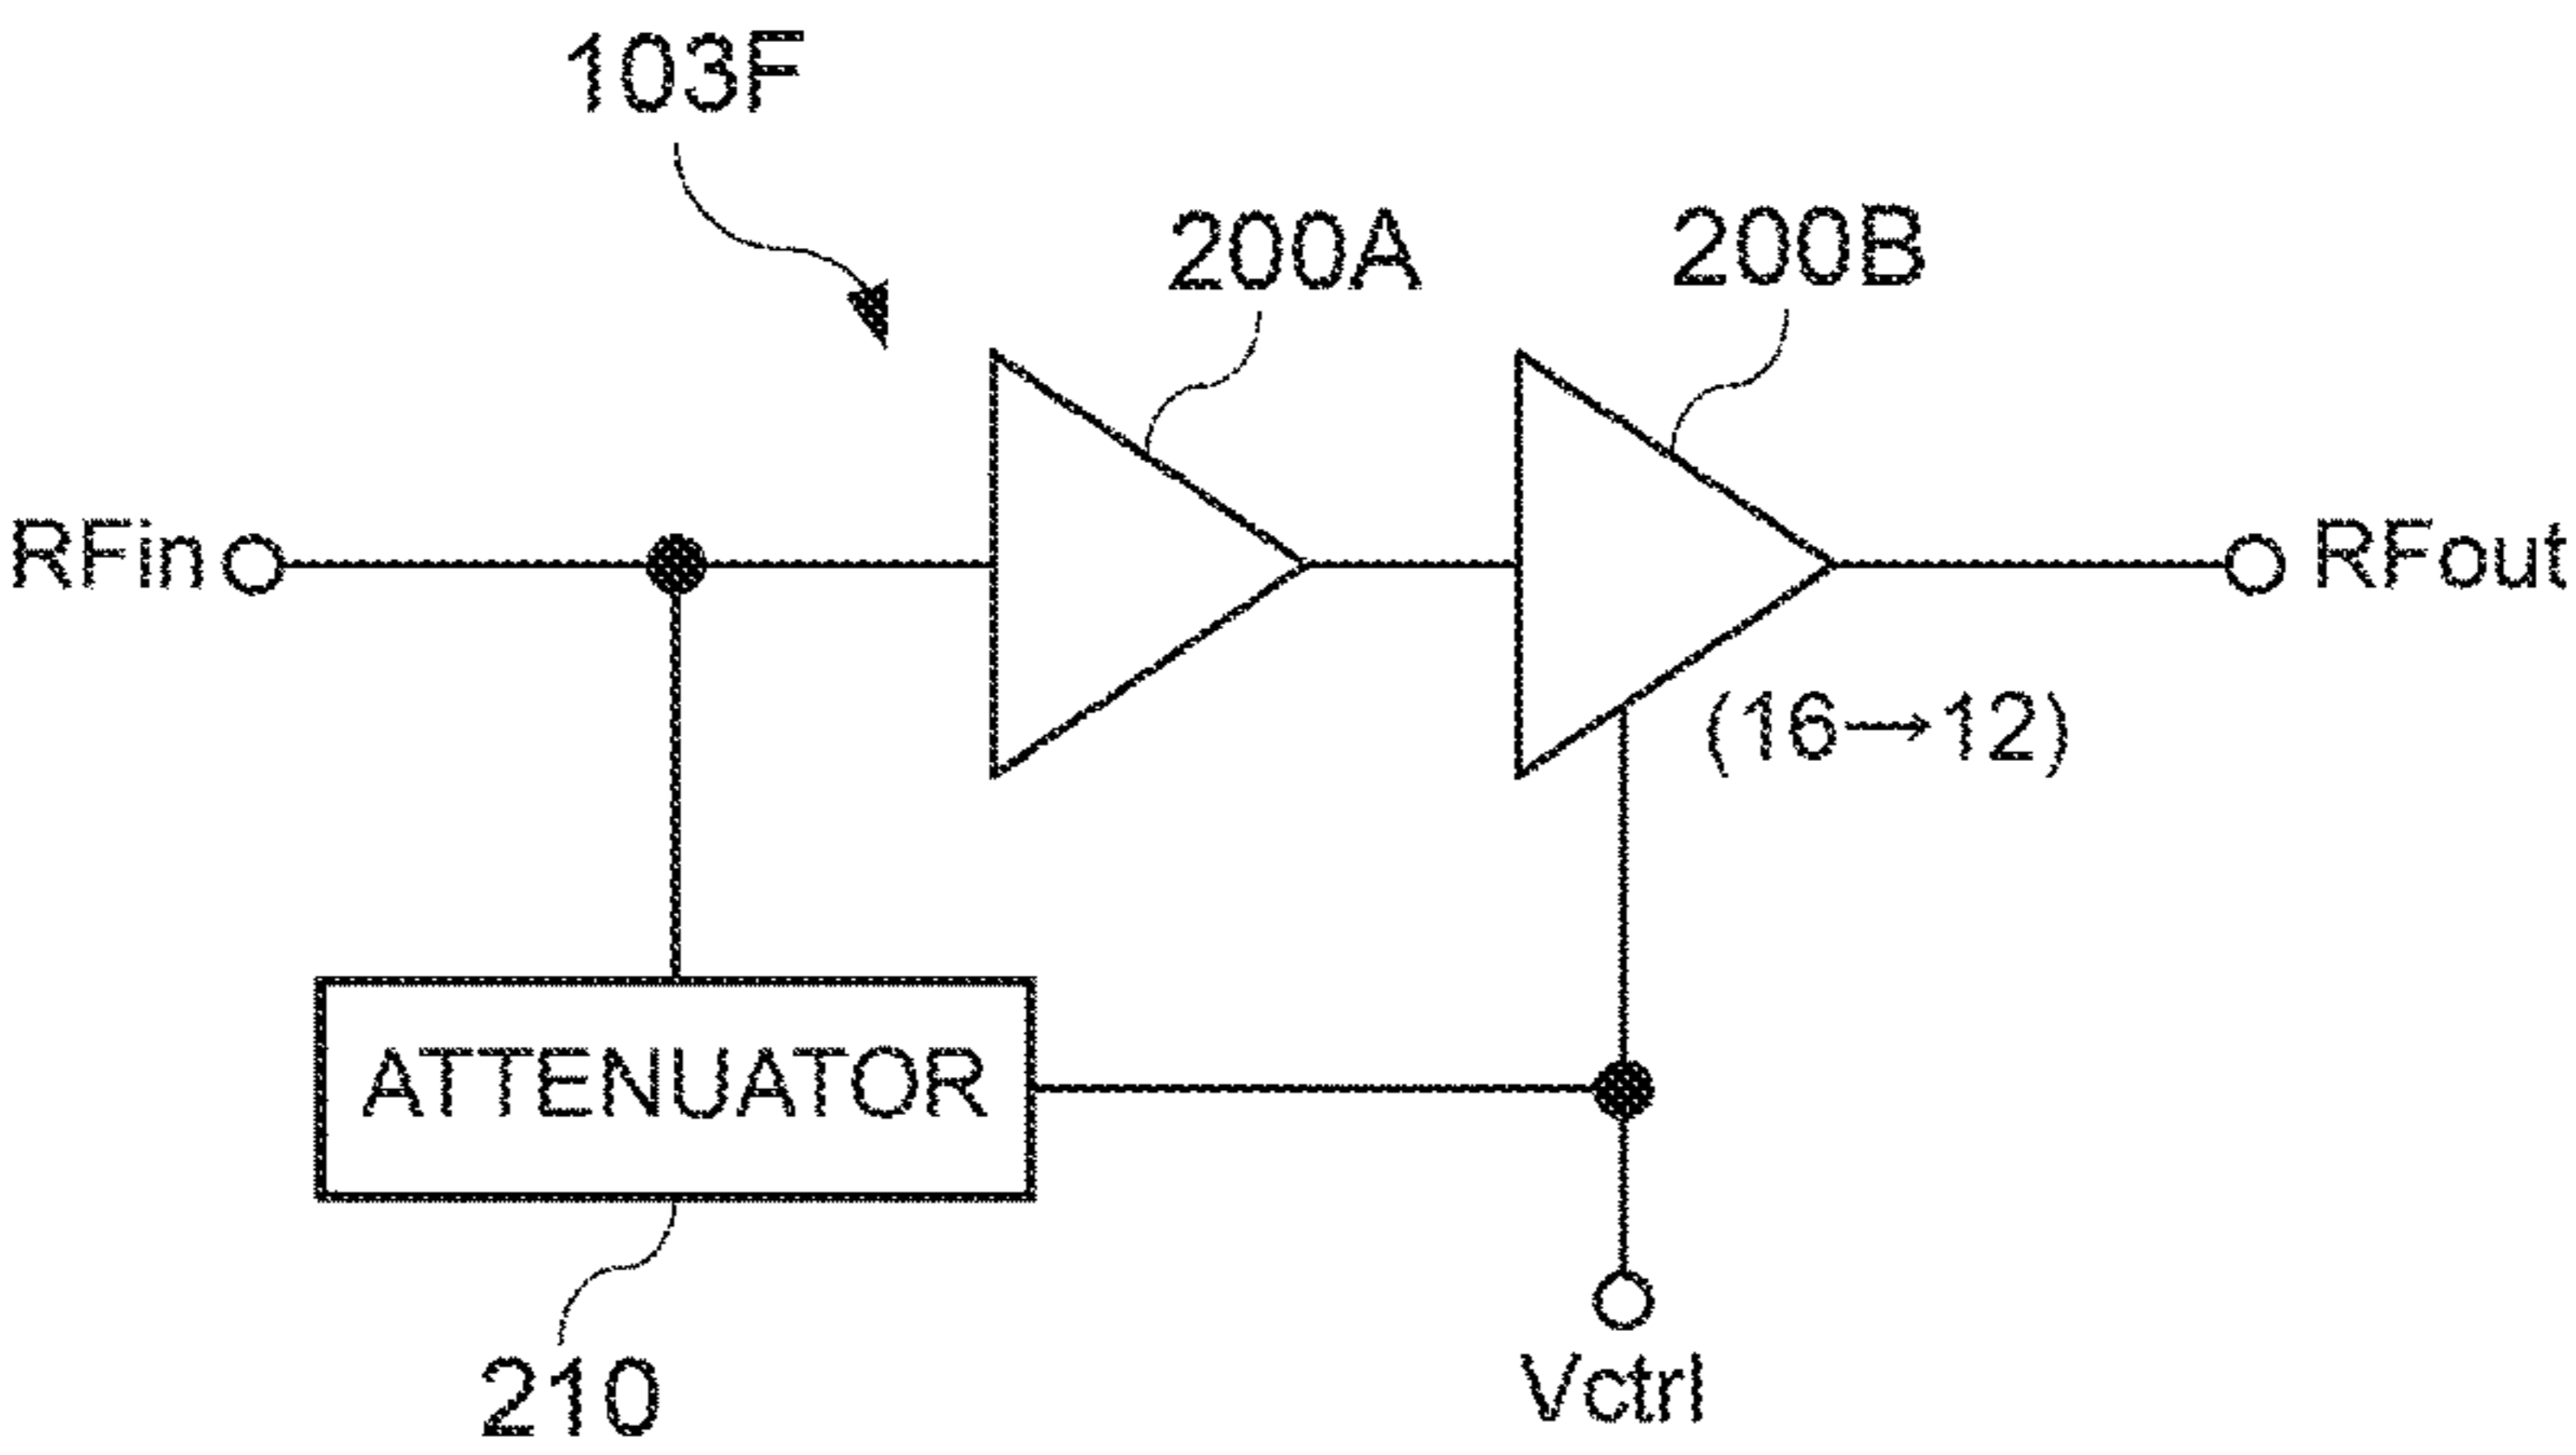 103F
200A
200B
RFin
RFout
(16→12)
ATTENUATOR
210
Vctrl